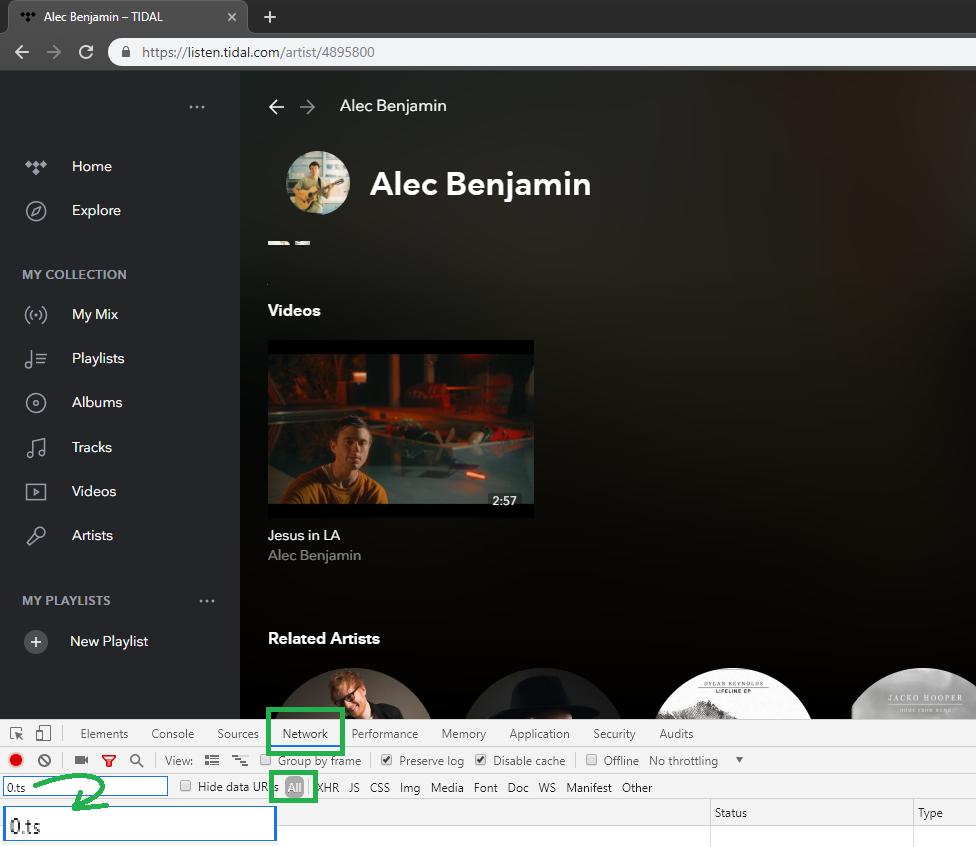 Alec Benjamin – TIDAL
https://listen.tidal.com/artist/4895800
Alec Benjamin
Alec Benjamin
Home
Explore
MY COLLECTION
My Mix
Playlists
Albums
Tracks
Videos
Artists
MY PLAYLISTS
New Playlist
Videos
2:57
Jesus in LA
Alec Benjamin
Related Artists
DYLAN REYNOLDS
LIFELINE EP
JACKO HOOPER
Elements Console Sources Network Performance Memory Application Security Audits
View: Group by frame Preserve log Disable cache Offline No throttling
0.ts Hide data URLs All XHR JS CSS Img Media Font Doc WS Manifest Other
0.ts
Status Type